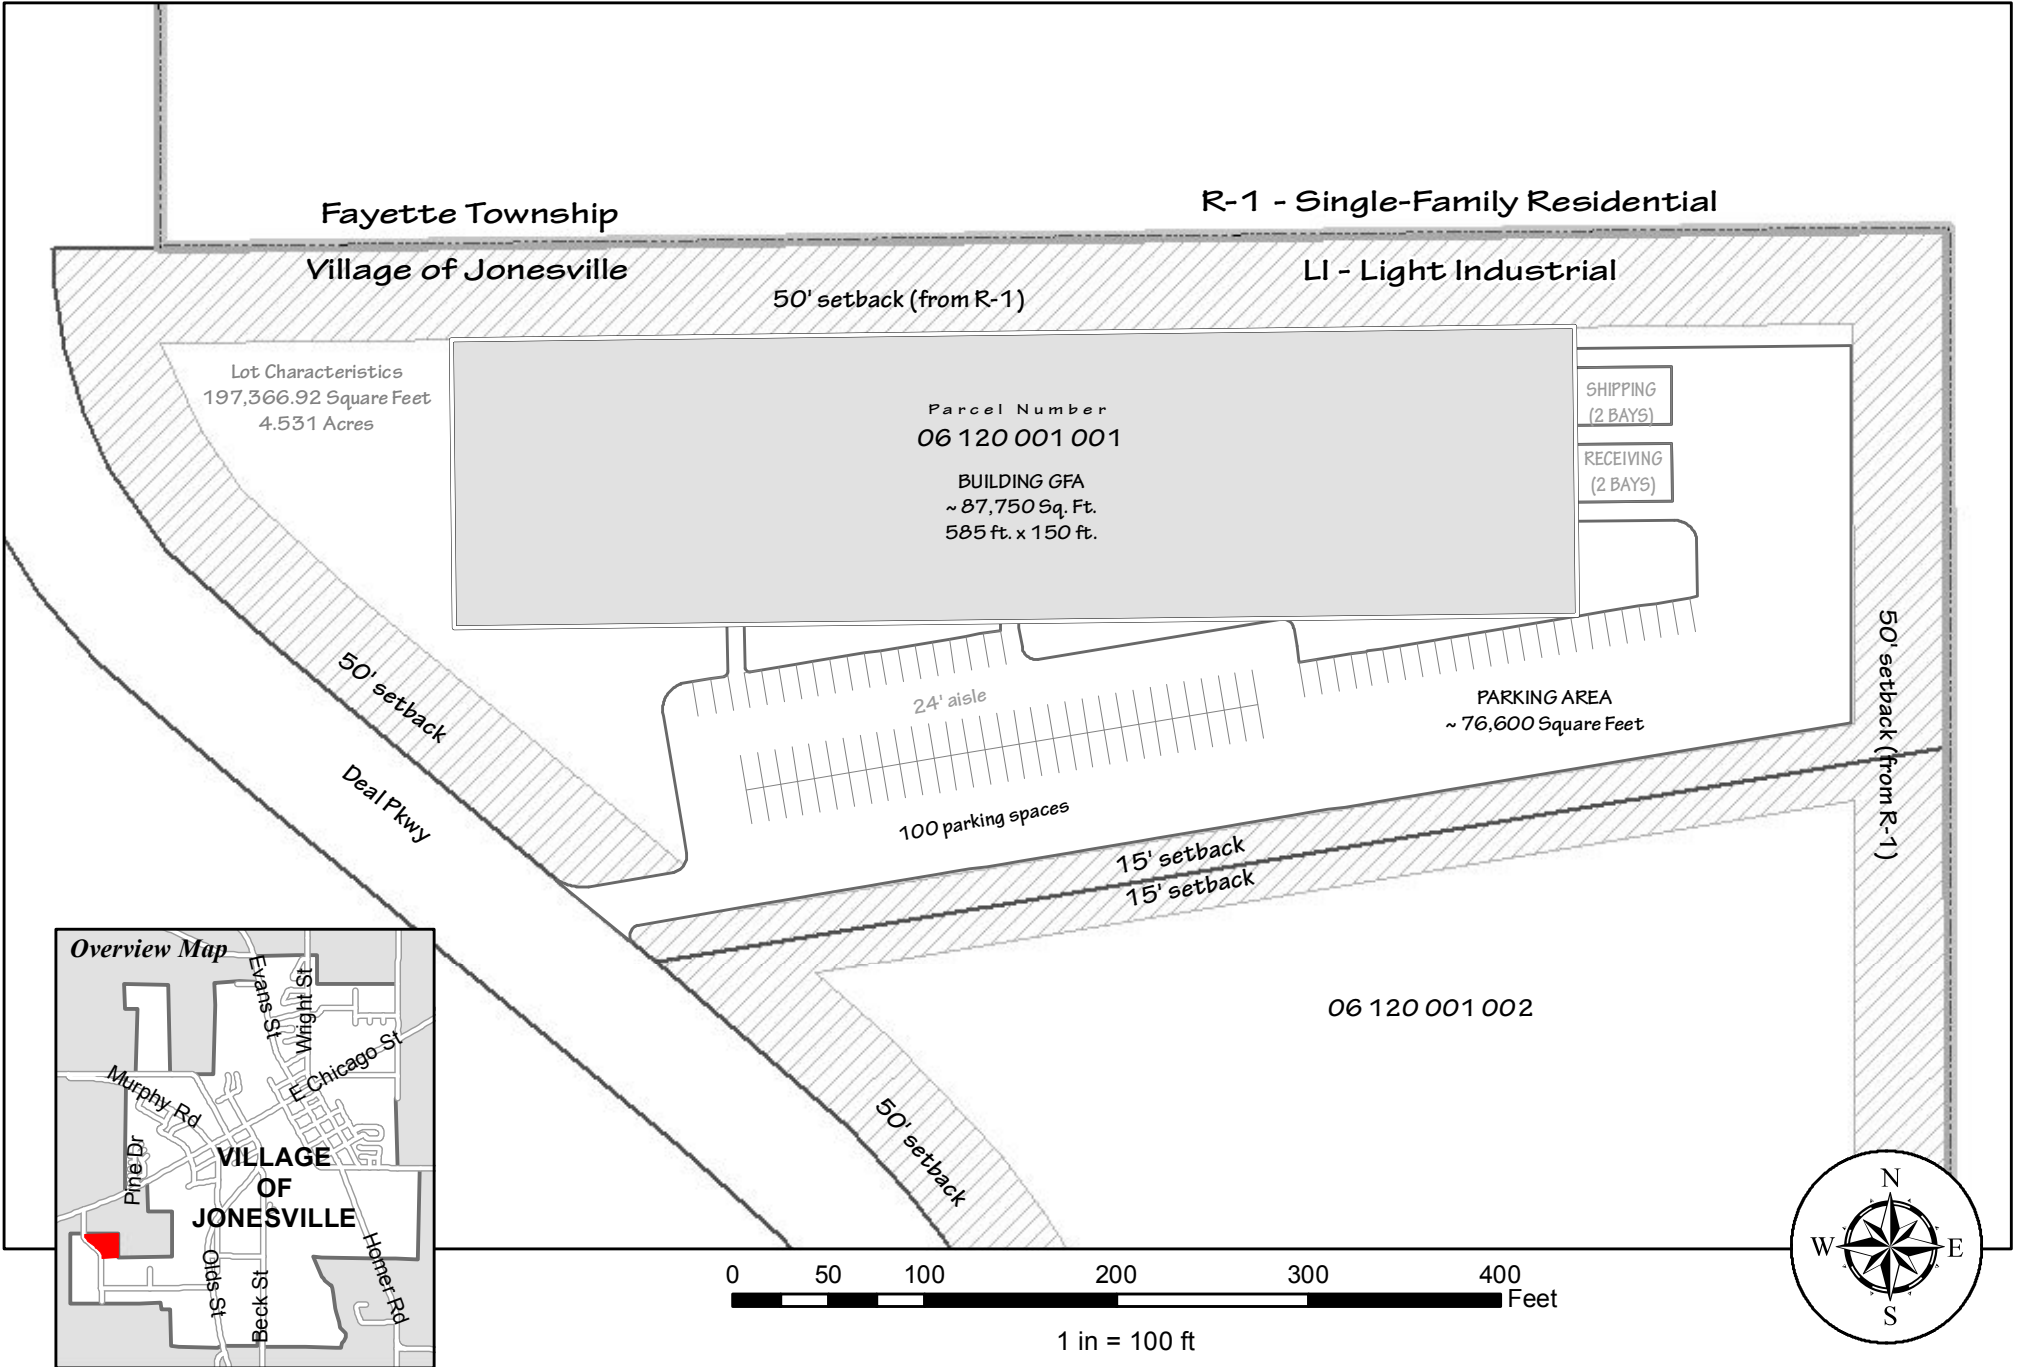 Fayette Township
R-1 - Single-Family Residential
Village of Jonesville
LI - Light Industrial
50' setback (from R-1)
Lot Characteristics
197,366.92 Square Feet
4.531 Acres
Parcel Number
06 120 001 001
BUILDING GFA
~ 87,750 Sq. Ft.
585 ft. x 150 ft.
SHIPPING
(2 BAYS)
RECEIVING
(2 BAYS)
50' setback
24' aisle
PARKING AREA
~ 76,600 Square Feet
50' setback (from R-1)
Deal Pkwy
100 parking spaces
15' setback
15' setback
06 120 001 002
50' setback
Overview Map
Evans St
Wright St
E Chicago St
Murphy Rd
Pine Dr
VILLAGE
OF
JONESVILLE
Olds St
Beck St
Homer Rd
0 50 100 200 300 400
Feet
1 in = 100 ft
N
W E
S